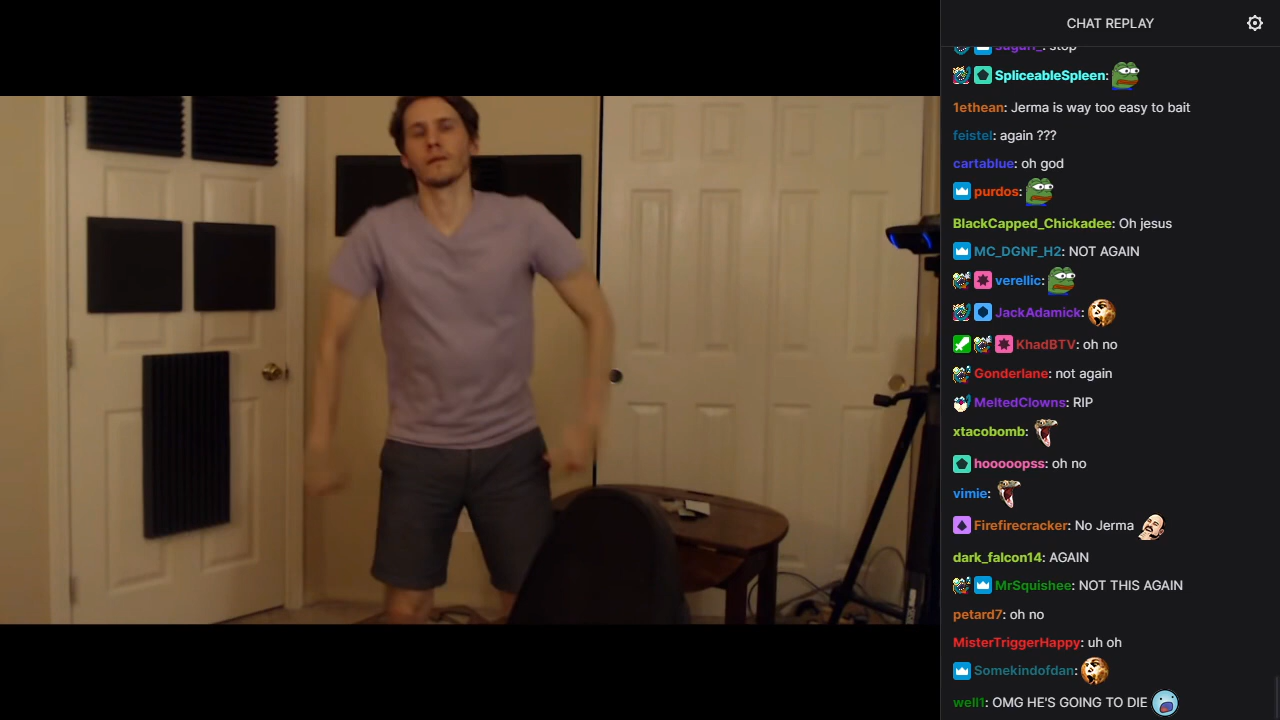 CHAT REPLAY
stop
SpliceableSpleen:
1ethean: Jerma is way too easy to bait
feistel: again ???
cartablue: oh god
purdos:
BlackCapped_Chickadee: Oh jesus
MC_DGNF_H2: NOT AGAIN
verellic:
JackAdamick:
KhadBTV: oh no
Gonderlane: not again
MeltedClowns: RIP
xtacobomb:
hooooopss: oh no
vimie:
Firefirecracker: No Jerma
dark_falcon14: AGAIN
MrSquishee: NOT THIS AGAIN
petard7: oh no
MisterTriggerHappy: uh oh
Somekindofdan:
well1: OMG HE'S GOING TO DIE